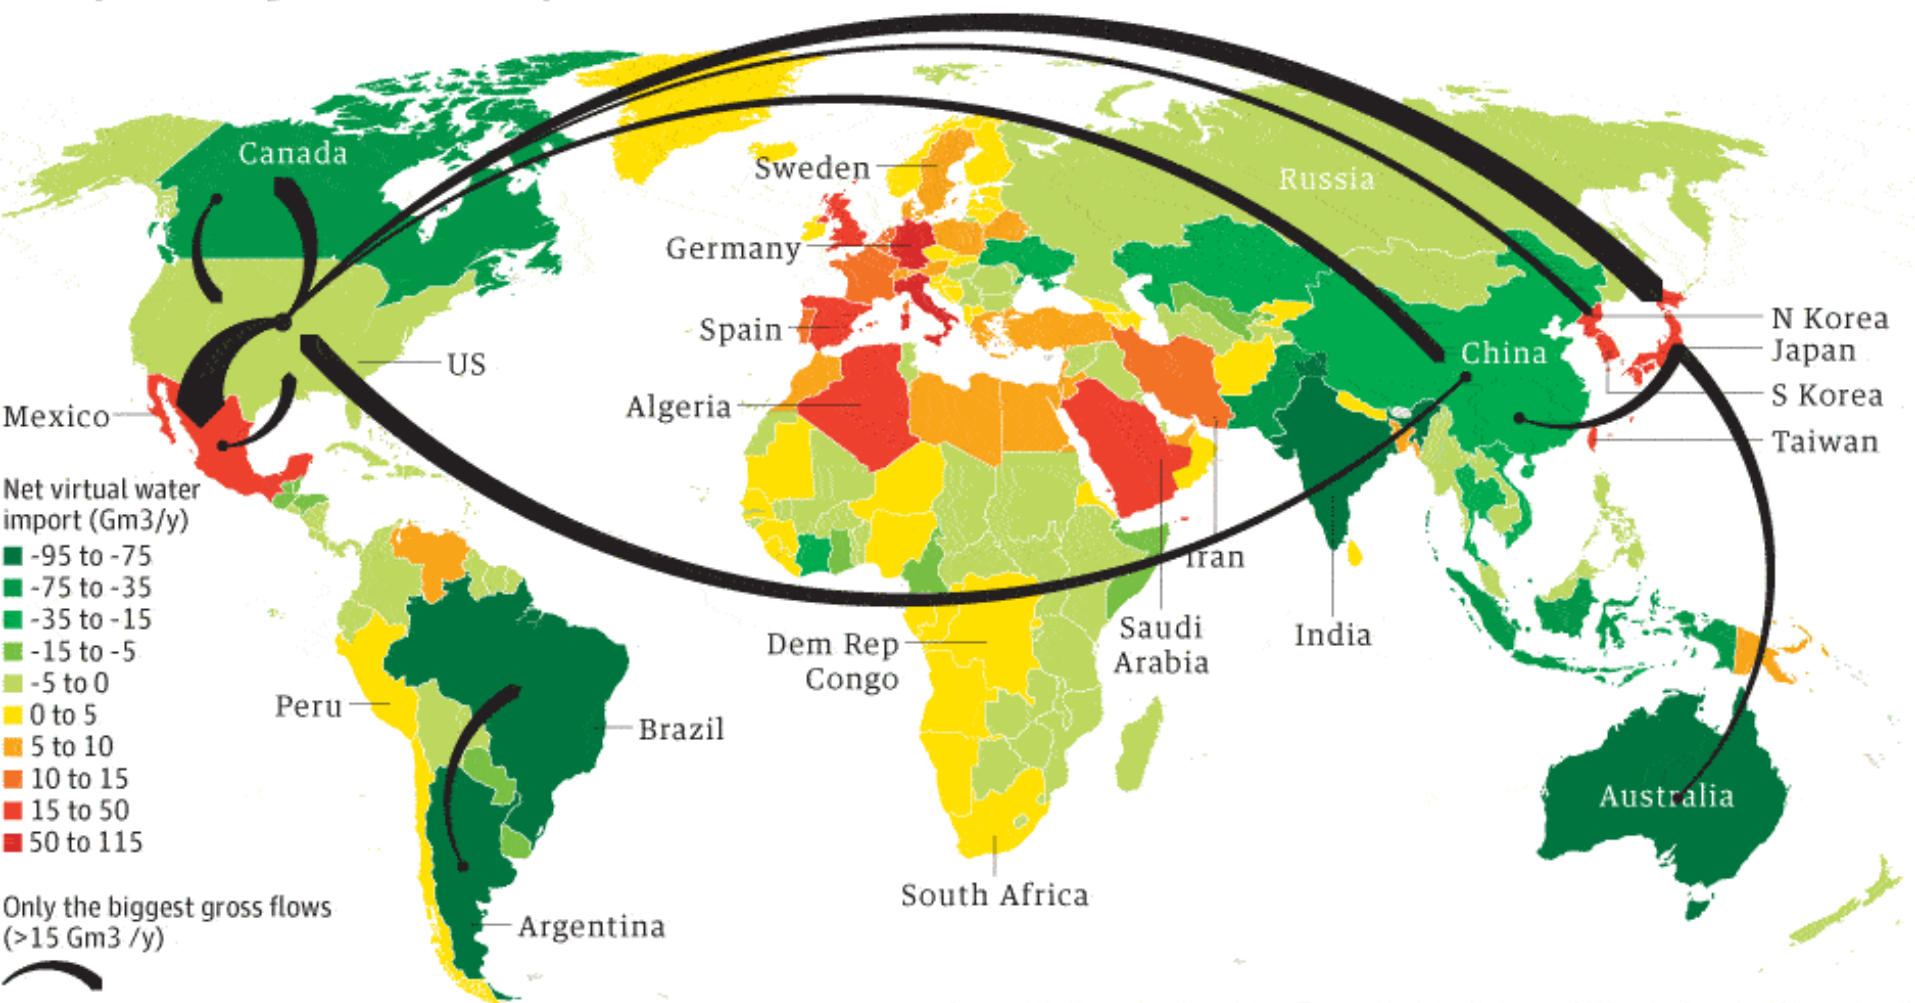 Canada
Sweden
Russia
Germany
Spain
N Korea
Japan
China
US
S Korea
Algeria
Mexico
Taiwan
Net virtual water
import (Gm3/y)
-95 to -75
-75 to -35
-35 to -15
-15 to -5
-5 to 0
0 to 5
5 to 10
10 to 15
15 to 50
50 to 115
Iran
Saudi
Arabia
India
Dem Rep
Congo
Peru
Brazil
Australia
South Africa
Argentina
Only the biggest gross flows
(>15 Gm3 /y)